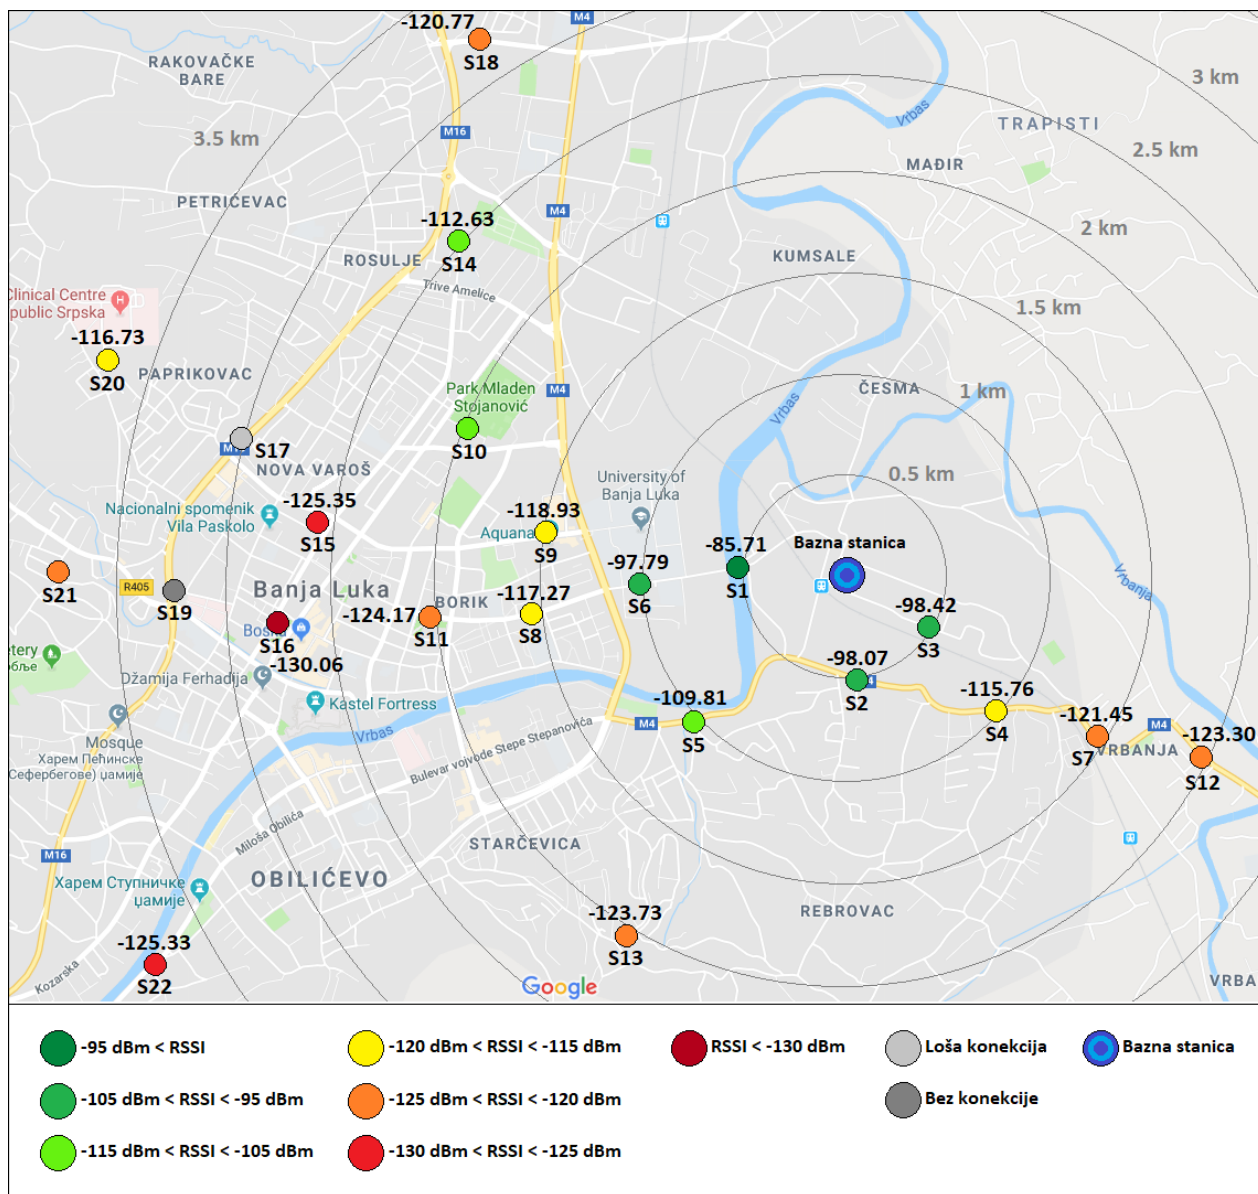 -120.77
M4
S18
RAKOVAČKE
BARE
3 km
Vrbas
TRAPISTI
M16
3.5 km
2.5 km
MAĐIR
PETRIĆEVAC
-112.63
M4
2 km
ROSULJE
S14
KUMSALE
Trive Amelice
Clinical Centre
public Srpska
1.5 km
-116.73
S20
PAPRIKOVAC
Park Mladen
Stojanović
M4
ČESMA
1 km
Vrbas
S10
S17
NOVA VAROŠ
University of
Banja Luka
0.5 km
-125.35
Nacionalni spomenik
Vila Paskolo
S15
-118.93
Aquana
S9
-85.71
Bazna stanica
-97.79
S1
S6
Vrbanja
S21
R405
S19
Banja Luka
-124.17
BORIK
S11
-117.27
S8
-98.42
S3
Boska
S16
-130.06
Džamija Ferhadija
Kastel Fortress
-98.07
S2
-115.76
S4
-109.81
M4
S5
-121.45
M4
S7
VRBANJA
-123.30
S12
Mosque
Харем Пећинске
(Сефербегове) џамије
Vrbas
Bulevar vojvode Stepe Stepanovića
Miloša Obilića
STARČEVICA
M16
Харем Ступничке
џамије
OBILIĆEVO
REBROVAC
-123.73
S13
-125.33
S22
Kozarska
Google
VRBA
-95 dBm < RSSI
-120 dBm < RSSI < -115 dBm
RSSI < -130 dBm
Loša konekcija
Bazna stanica
-105 dBm < RSSI < -95 dBm
-125 dBm < RSSI < -120 dBm
Bez konekcije
-115 dBm < RSSI < -105 dBm
-130 dBm < RSSI < -125 dBm